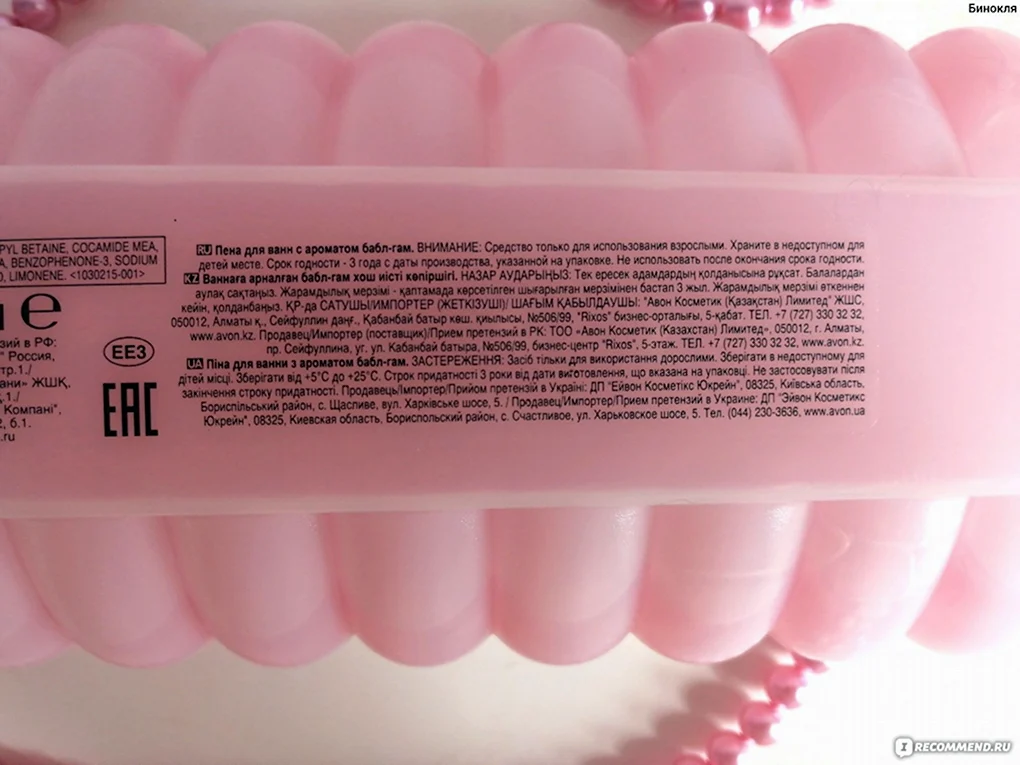 Бинокля
PYL BETAINE, COCAMIDE MEA,
A, BENZOPHENONE-3, SODIUM
O, LIMONENE. <1030215-001>
e
зий в РФ:
" Россия,
тр.1./
ани» ЖШҚ,
.1./
Компані",
2, б.1.
.ru
EE3
EAC
RU Пена для ванн с ароматом бабл-гам. ВНИМАНИЕ: Средство только для использования взрослыми. Храните в недоступном для
детей месте. Срок годности - 3 года с даты производства, указанной на упаковке. Не использовать после окончания срока годности.
KZ Ваннаға арналған бабл-гам хош иісті көпіршігі. НАЗАР АУДАРЫҢЫЗ: Тек ересек адамдардың қолданысына рұқсат. Балалардан
аулақ сақтаңыз. Жарамдылық мерзімі - қаптамада көрсетілген шығарылған мерзімінен бастап 3 жыл. Жарамдылық мерзімі өткеннен
кейін, қолданбаңыз. ҚР-да САТУШЫ/ИМПОРТЕР (ЖЕТКІЗУШІ)/ ШАҒЫМ ҚАБЫЛДАУШЫ: "Авон Косметик (Қазақстан) Лимитед" ЖШС,
050012, Алматы қ., Сейфуллин даңғ., Қабанбай батыр көш. қиылысы, №506/99, "Rixos" бизнес-орталығы, 5-қабат. ТЕЛ. +7 (727) 330 32 32,
www.avon.kz. Продавец/Импортер (поставщик)/Прием претензий в РК: ТОО «Авон Косметик (Казахстан) Лимитед», 050012, г. Алматы,
пр. Сейфуллина, уг. ул. Кабанбай батыра, №506/99, бизнес-центр "Rixos", 5-этаж. ТЕЛ. +7 (727) 330 32 32, www.avon.kz.
UA Піна для ванни з ароматом бабл-гам. ЗАСТЕРЕЖЕННЯ: Засіб тільки для використання дорослими. Зберігати в недоступному для
дітей місці. Зберігати від +5°C до +25°C. Строк придатності 3 роки від дати виготовлення, що вказана на упаковці. Не застосовувати після
закінчення строку придатності. Продавець/Імпортер/Прийом претензій в Україні: ДП "Ейвон Косметікс Юкрейн", 08325, Київська область,
Бориспільський район, с. Щасливе, вул. Харківське шосе, 5. / Продавец/Импортер/Прием претензий в Украине: ДП "Эйвон Косметикс
Юкрейн", 08325, Киевская область, Бориспольский район, с. Счастливое, ул. Харьковское шоссе, 5. Тел. (044) 230-3636, www.avon.ua
IRECOMMEND.RU